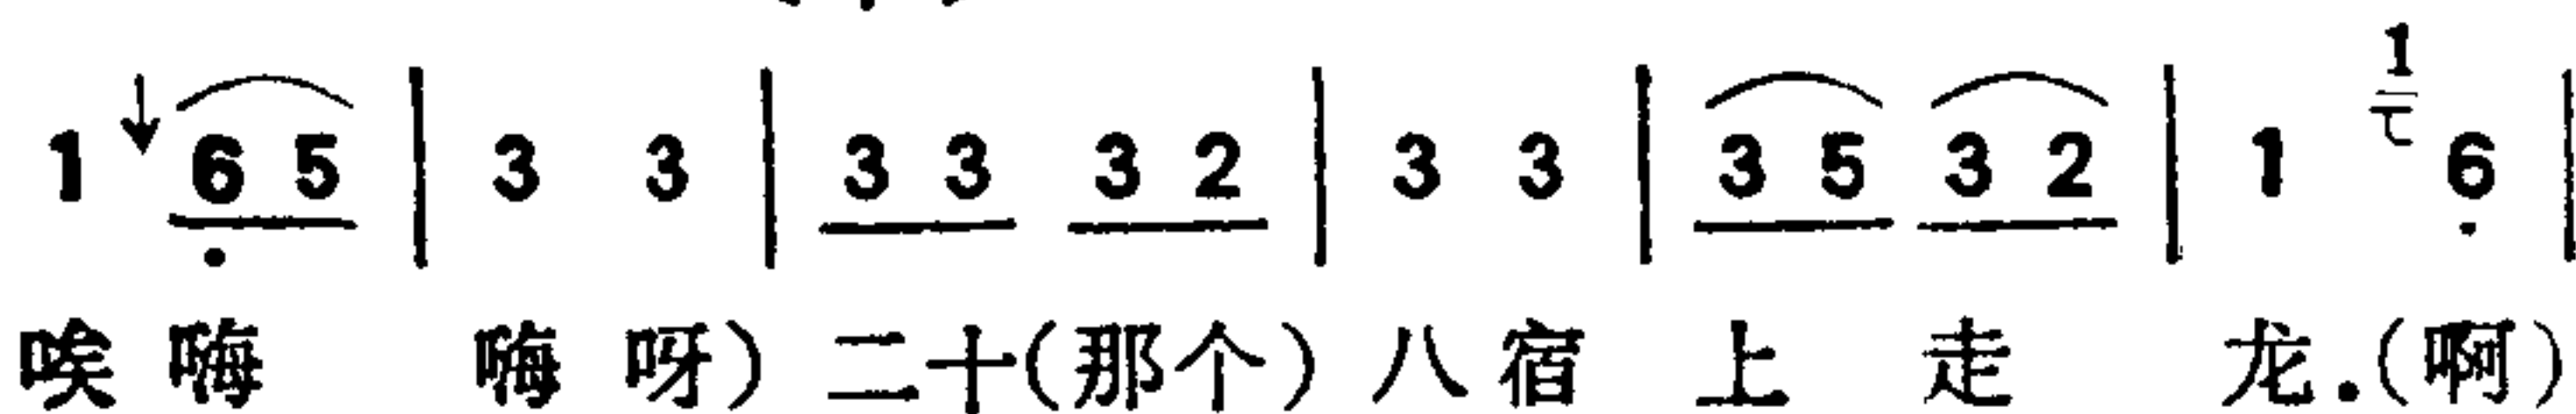 1 ↓ 6 5 | 3 3 | 3 3 3 2 | 3 3 | 3 5 3 2 | 1 1 6 |
唉 嗨 嗨 呀) 二十(那个) 八 宿 上 走 龙.(啊)